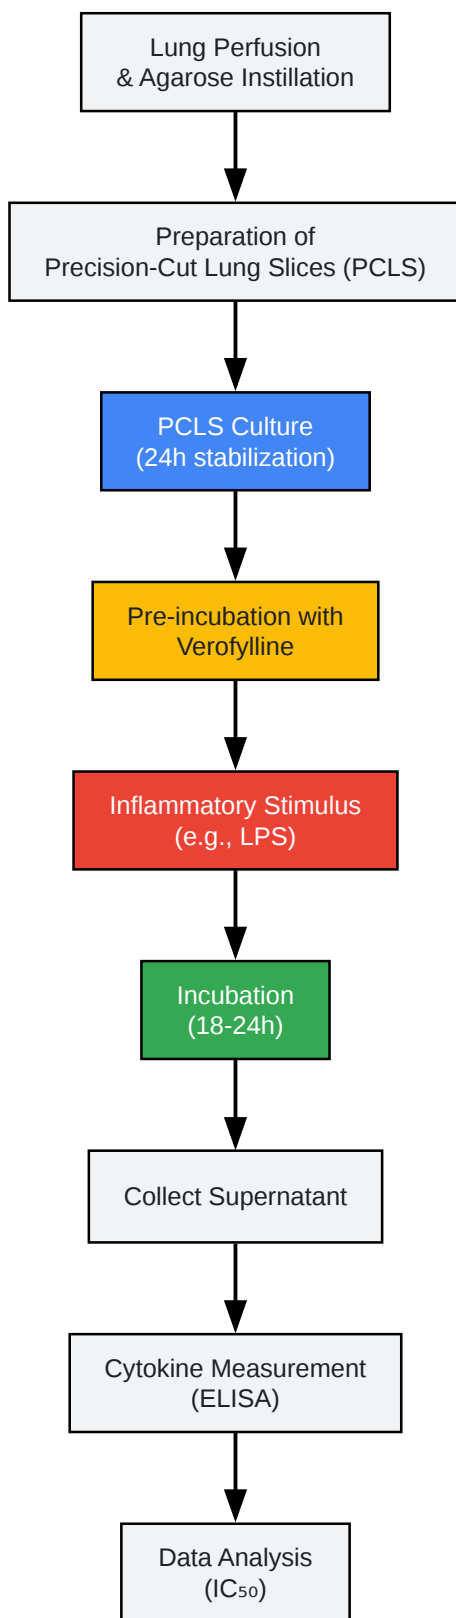 Lung Perfusion
& Agarose Instillation
Preparation of
Precision-Cut Lung Slices (PCLS)
PCLS Culture
(24h stabilization)
Pre-incubation with
Verofylline
Inflammatory Stimulus
(e.g., LPS)
Incubation
(18-24h)
Collect Supernatant
Cytokine Measurement
(ELISA)
Data Analysis
(IC₅₀)